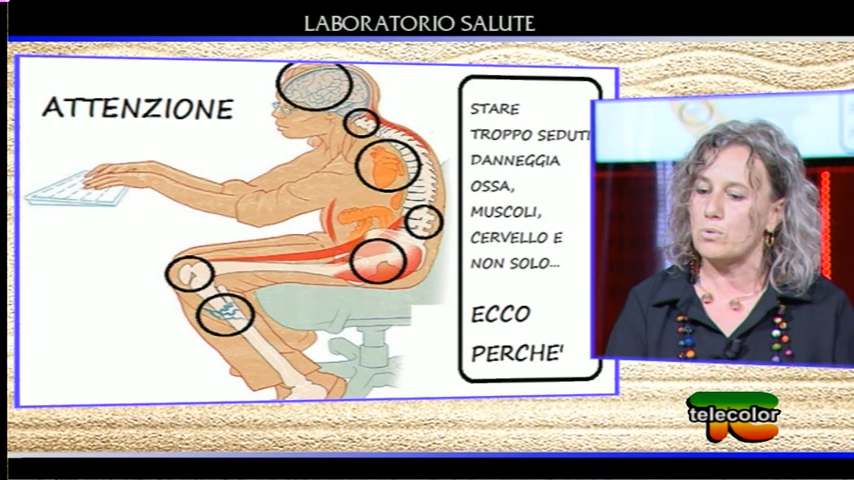 LABORATORIO SALUTE
ATTENZIONE
STARE
TROPPO SEDUTI
DANNEGGIA
OSSA,
MUSCOLI,
CERVELLO E
NON SOLO...
ECCO
PERCHE'
telecolor